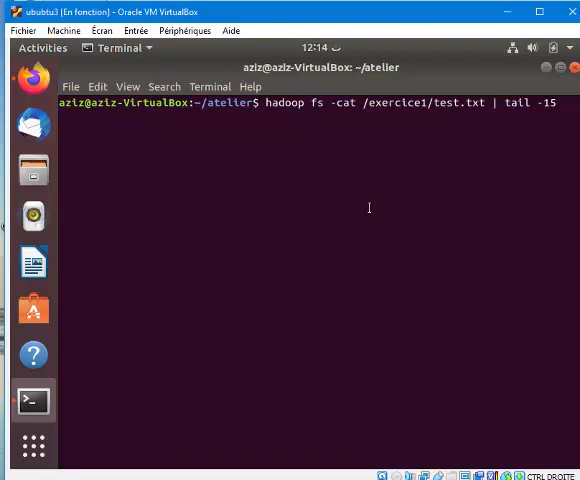 ububtu3 [En fonction] - Oracle VM VirtualBox
Fichier Machine Écran Entrée Périphériques Aide
Activities Terminal 12:14 ث
aziz@aziz-VirtualBox: ~/atelier
File Edit View Search Terminal Help
aziz@aziz-VirtualBox:~/atelier$ hadoop fs -cat /exercice1/test.txt | tail -15
CTRL DROITE